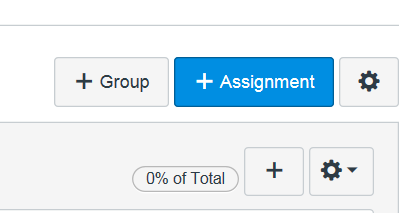 + Group + Assignment
0% of Total +